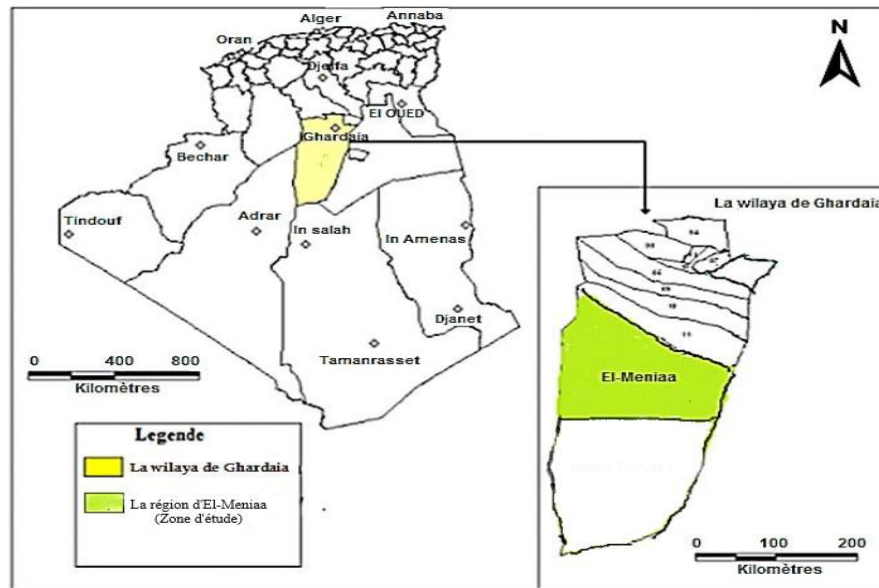 Annaba
Alger
Oran
N
Djelfa
El OUED
Ghardaia
Bechar
La wilaya de Ghardaia
Tindouf
Adrar
In salah
In Amenas
Djanet
Tamanrasset
El-Meniaa
0 400 800
Kilomètres
Legende
La wilaya de Ghardaia
La région d'El-Meniaa
(Zone d'étude)
0 100 200
Kilomètres